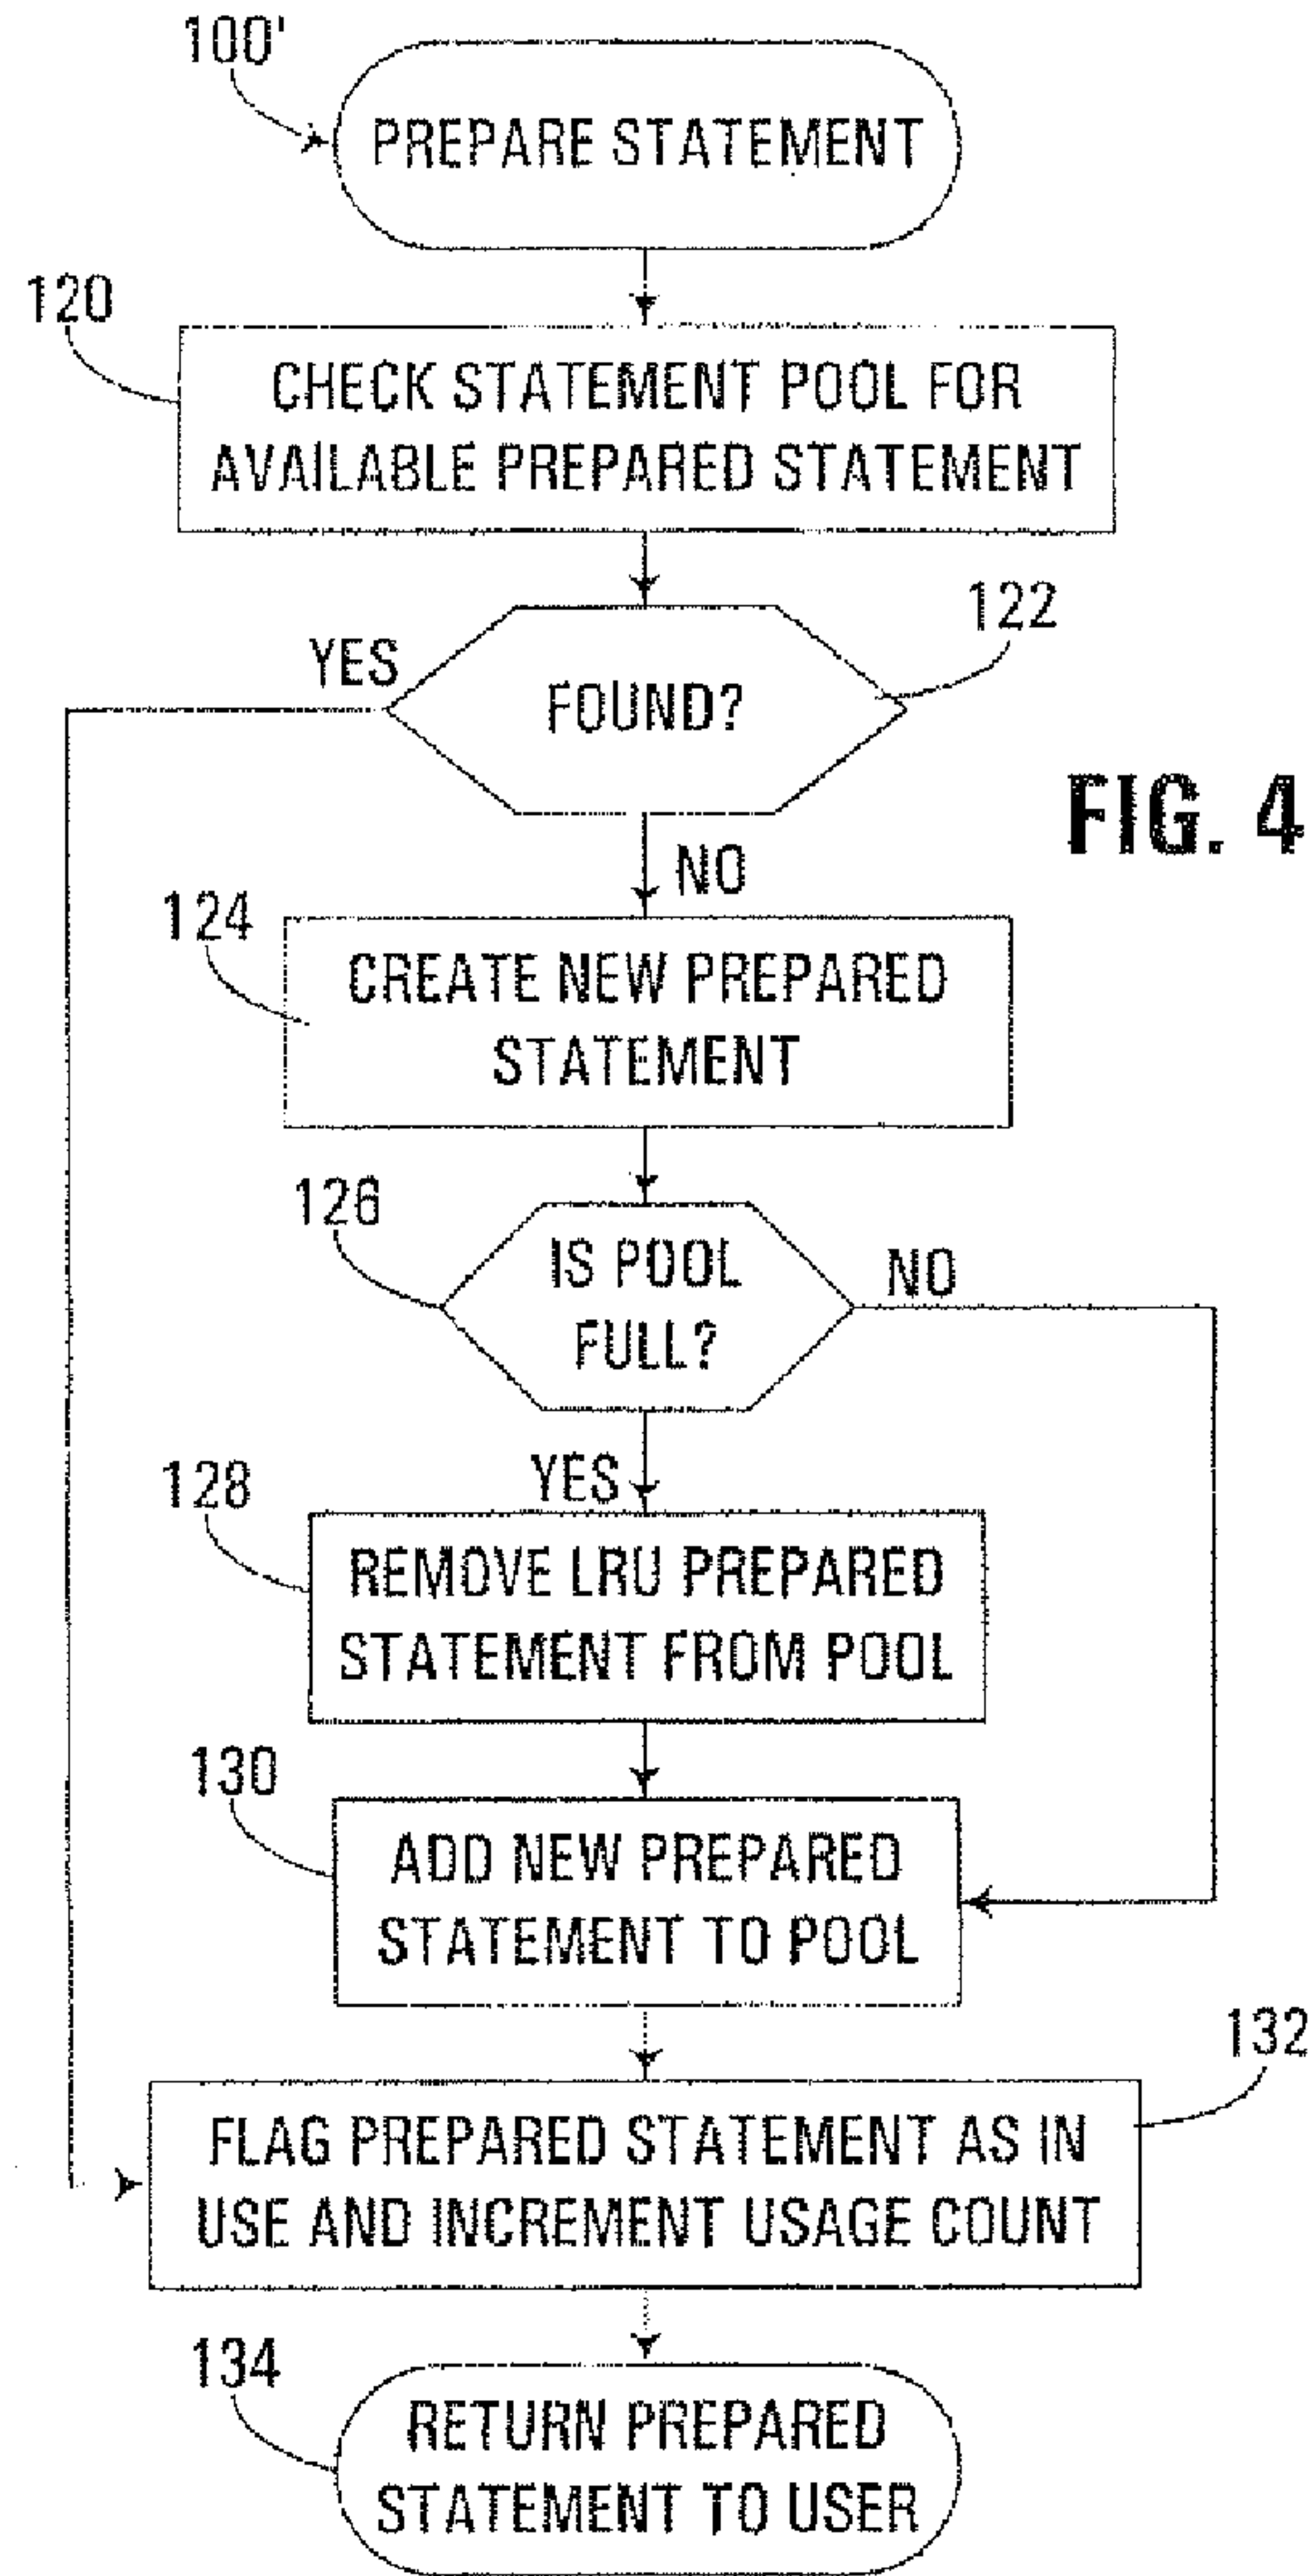 100'
PREPARE STATEMENT
120
CHECK STATEMENT POOL FOR
AVAILABLE PREPARED STATEMENT
122
YES
FOUND?
FIG. 4
NO
124
CREATE NEW PREPARED
STATEMENT
126
IS POOL
FULL?
NO
YES
128
REMOVE LRU PREPARED
STATEMENT FROM POOL
130
ADD NEW PREPARED
STATEMENT TO POOL
132
FLAG PREPARED STATEMENT AS IN
USE AND INCREMENT USAGE COUNT
134
RETURN PREPARED
STATEMENT TO USER